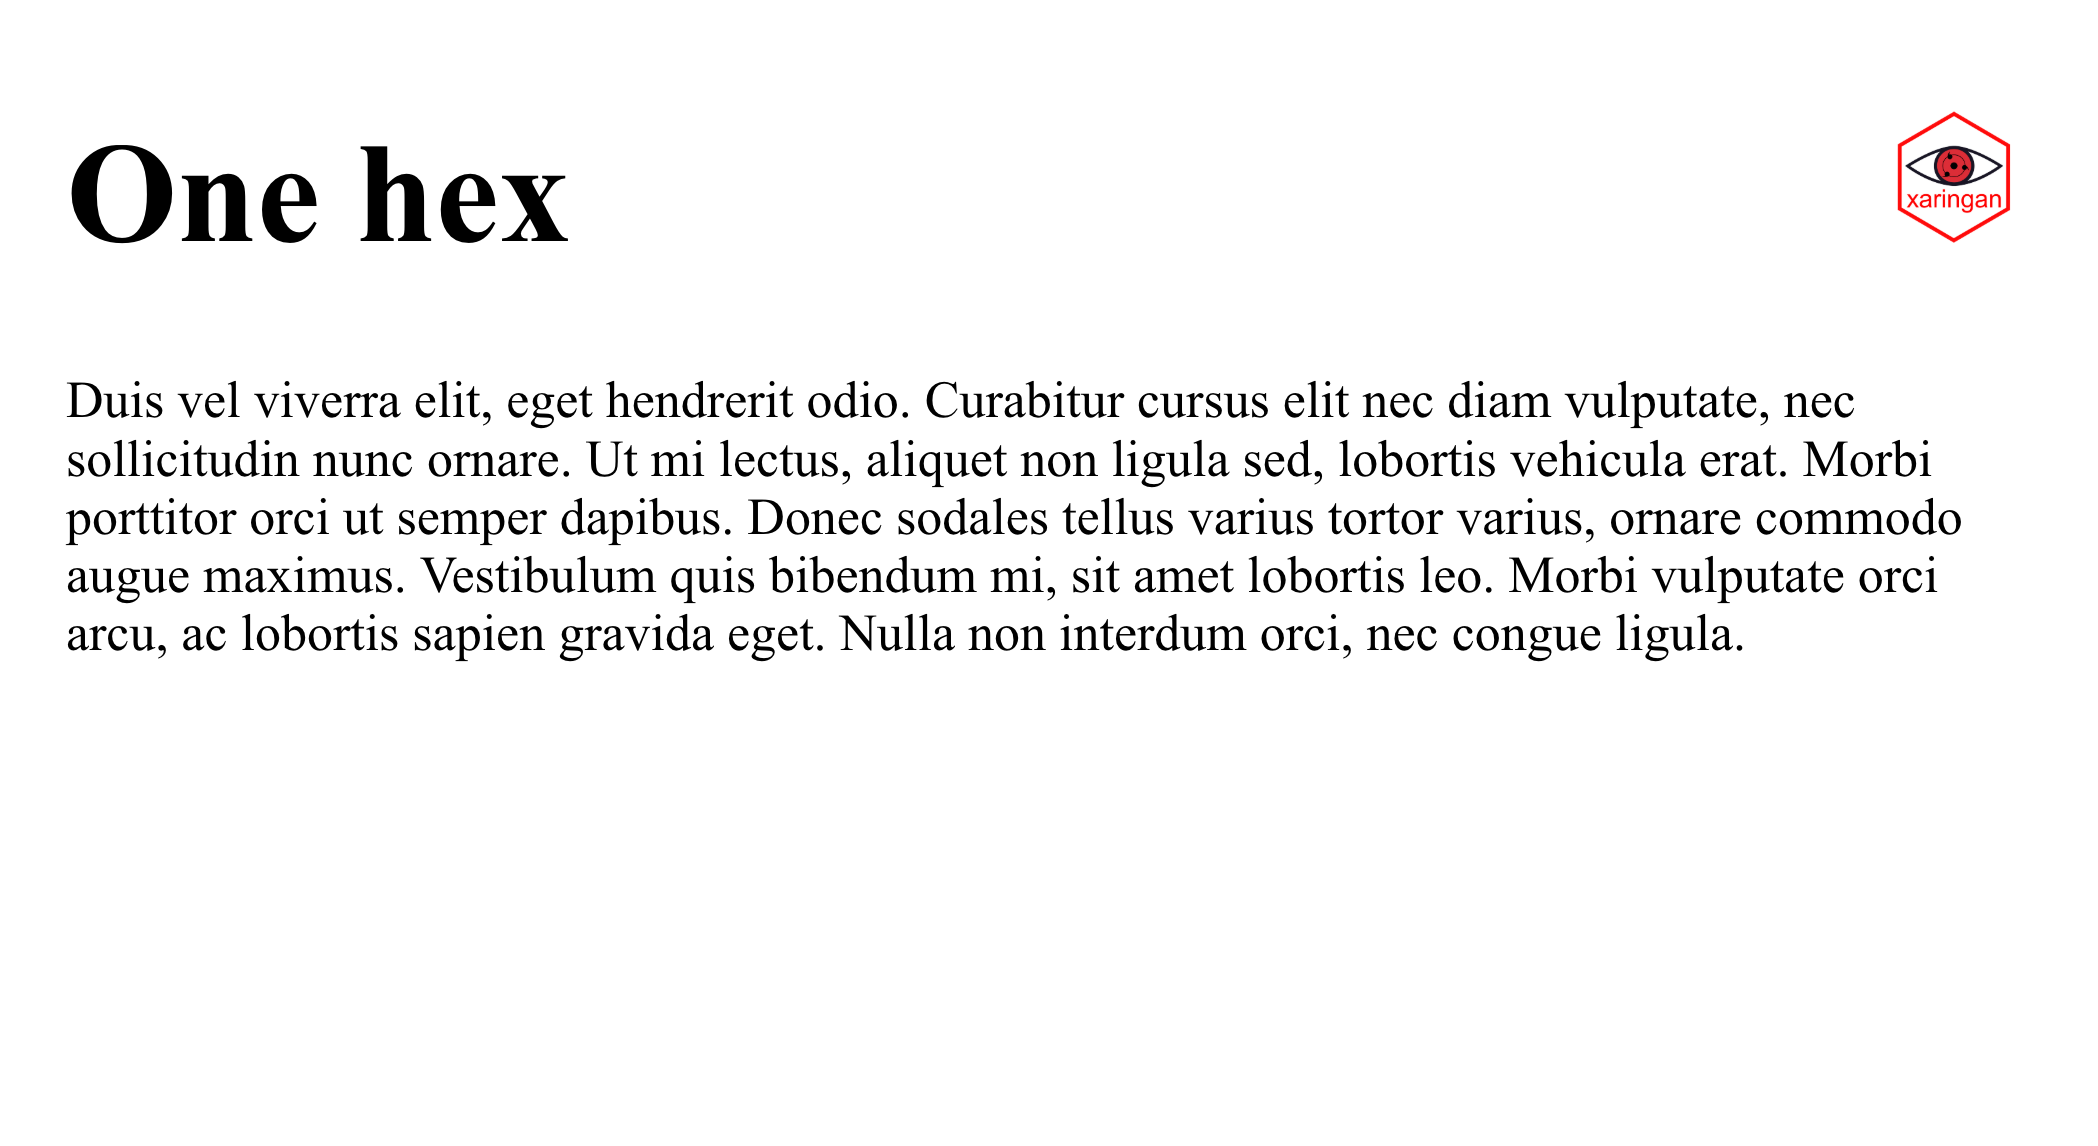 One hex
xaringan
Duis vel viverra elit, eget hendrerit odio. Curabitur cursus elit nec diam vulputate, nec
sollicitudin nunc ornare. Ut mi lectus, aliquet non ligula sed, lobortis vehicula erat. Morbi
porttitor orci ut semper dapibus. Donec sodales tellus varius tortor varius, ornare commodo
augue maximus. Vestibulum quis bibendum mi, sit amet lobortis leo. Morbi vulputate orci
arcu, ac lobortis sapien gravida eget. Nulla non interdum orci, nec congue ligula.